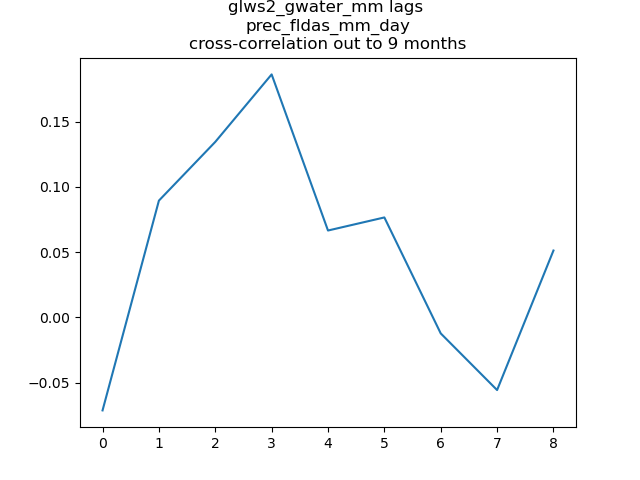 glws2_gwater_mm lags
prec_fldas_mm_day
cross-correlation out to 9 months
0.15
0.10
0.05
0.00
−0.05
0 1 2 3 4 5 6 7 8